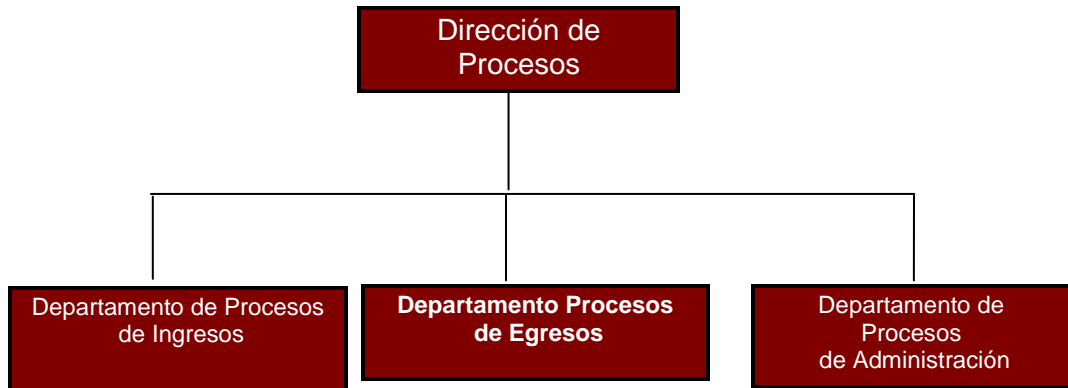 Dirección de
Procesos
Departamento de Procesos
de Ingresos
Departamento Procesos
de Egresos
Departamento de
Procesos
de Administración